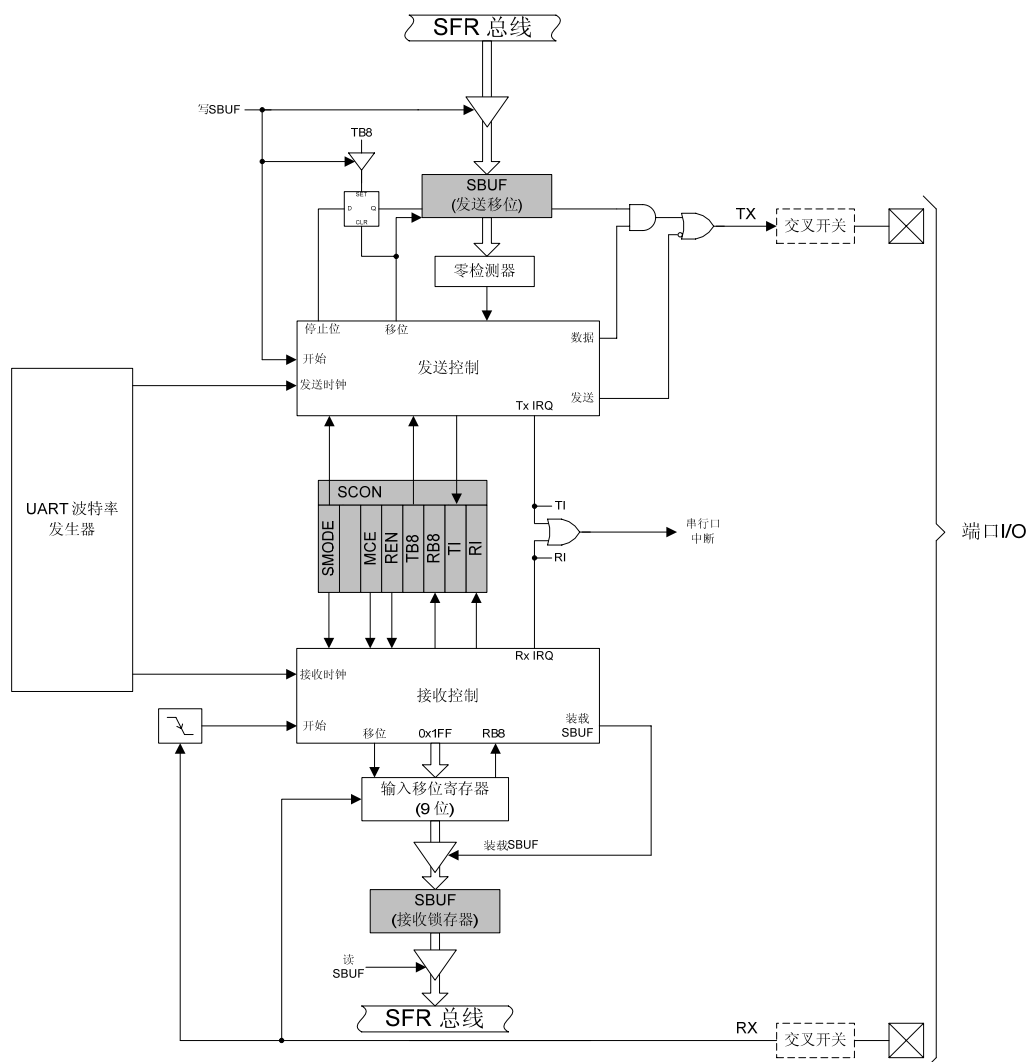 SFR 总线
写SBUF
TB8
SET
D
Q
CLR
SBUF
(发送移位)
TX
交叉开关
零检测器
停止位
移位
数据
开始
发送控制
发送时钟
发送
Tx IRQ
UART 波特率
发生器
SCON
SMODE
MCE
REN
TB8
RB8
TI
RI
TI
RI
串行口
中断
端口I/O
Rx IRQ
接收时钟
接收控制
开始
移位
0x1FF
RB8
装载
SBUF
输入移位寄存器
(9 位)
装载SBUF
SBUF
(接收锁存器)
读
SBUF
SFR 总线
RX
交叉开关